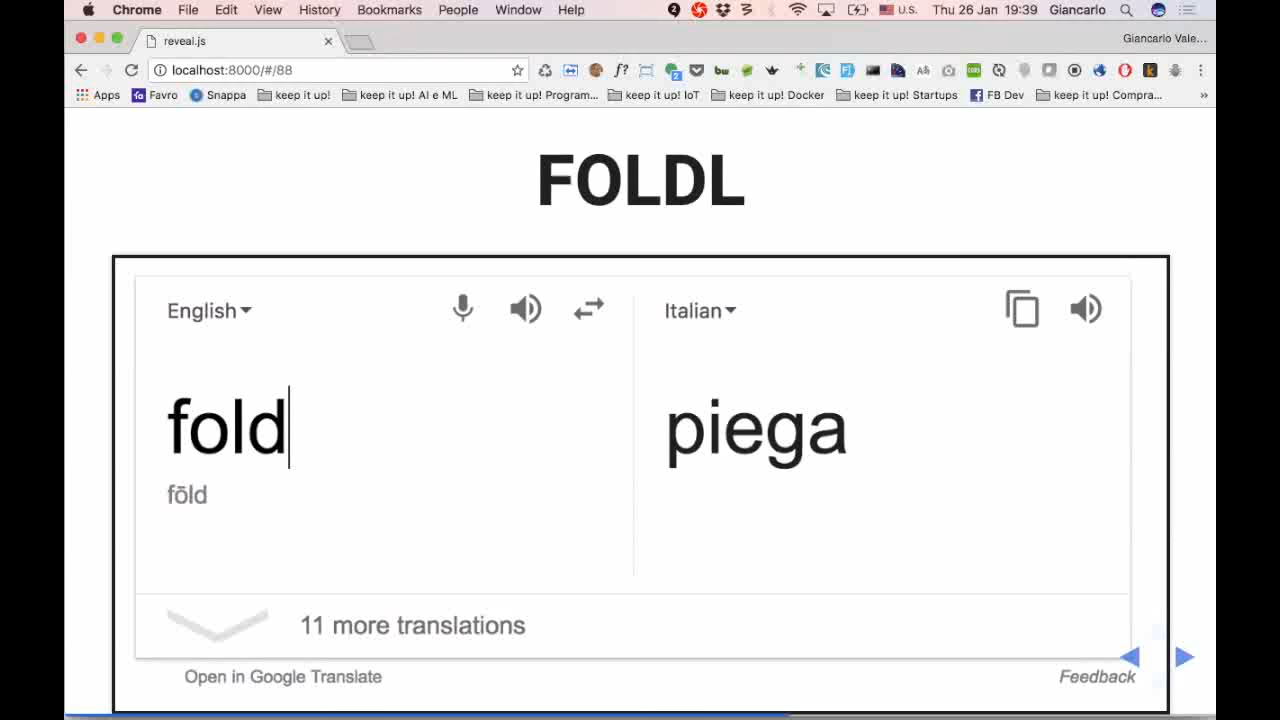 Chrome File Edit View History Bookmarks People Window Help 2 U.S. Thu 26 Jan 19:39 Giancarlo
reveal.js Giancarlo Vale...
localhost:8000/#/88 f? 2 bw
Apps Favro Snappa keep it up! keep it up! AI e ML keep it up! Program... keep it up! IoT keep it up! Docker keep it up! Startups FB Dev keep it up! Compra... »
FOLDL
English Italian
fold piega
fōld
11 more translations
Open in Google Translate Feedback